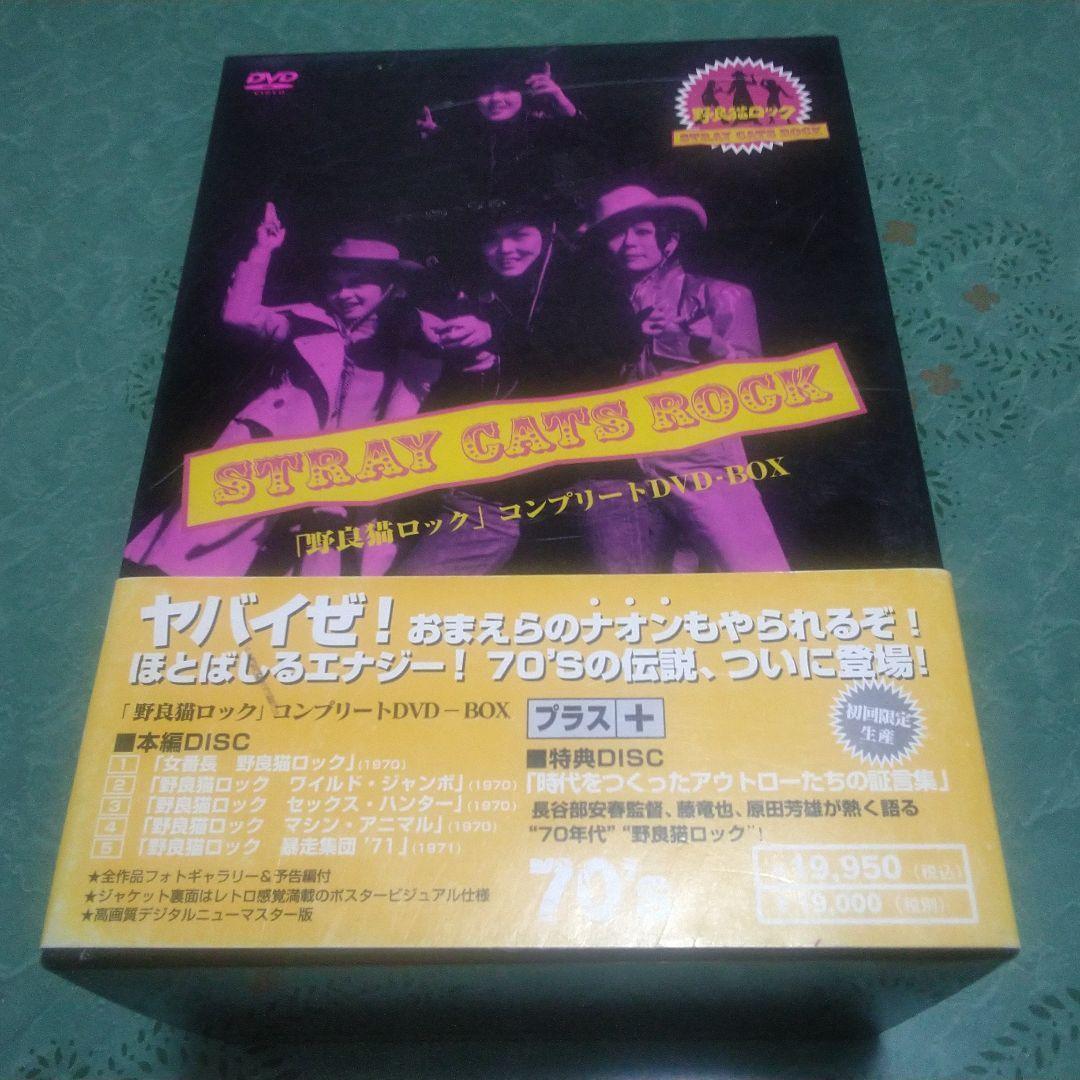 DVD
VIDEO
野良猫ロック
STRAY CATS ROCK
STRAY CATS ROCK
「野良猫ロック」コンプリートDVD-BOX
ヤバイぜ!おまえらのナオンもやられるぞ!
ほとばしるエナジー! 70'Sの伝説、ついに登場!
「野良猫ロック」コンプリートDVD-BOX
プラス+
初回限定
生産
■本編DISC
1 「女番長 野良猫ロック」(1970)
2 「野良猫ロック ワイルド・ジャンボ」(1970)
3 「野良猫ロック セックス・ハンター」(1970)
4 「野良猫ロック マシン・アニマル」(1970)
5 「野良猫ロック 暴走集団'71」(1971)
★全作品フォトギャラリー&予告編付
★ジャケット裏面はレトロ感覚満載のポスタービジュアル仕様
★高画質デジタルニューマスター版
■特典DISC
「時代をつくったアウトローたちの証言集」
長谷部安春監督、藤竜也、原田芳雄が熱く語る
"70年代""野良猫ロック"!
70's
¥19,950(税込)
¥19,000(税別)